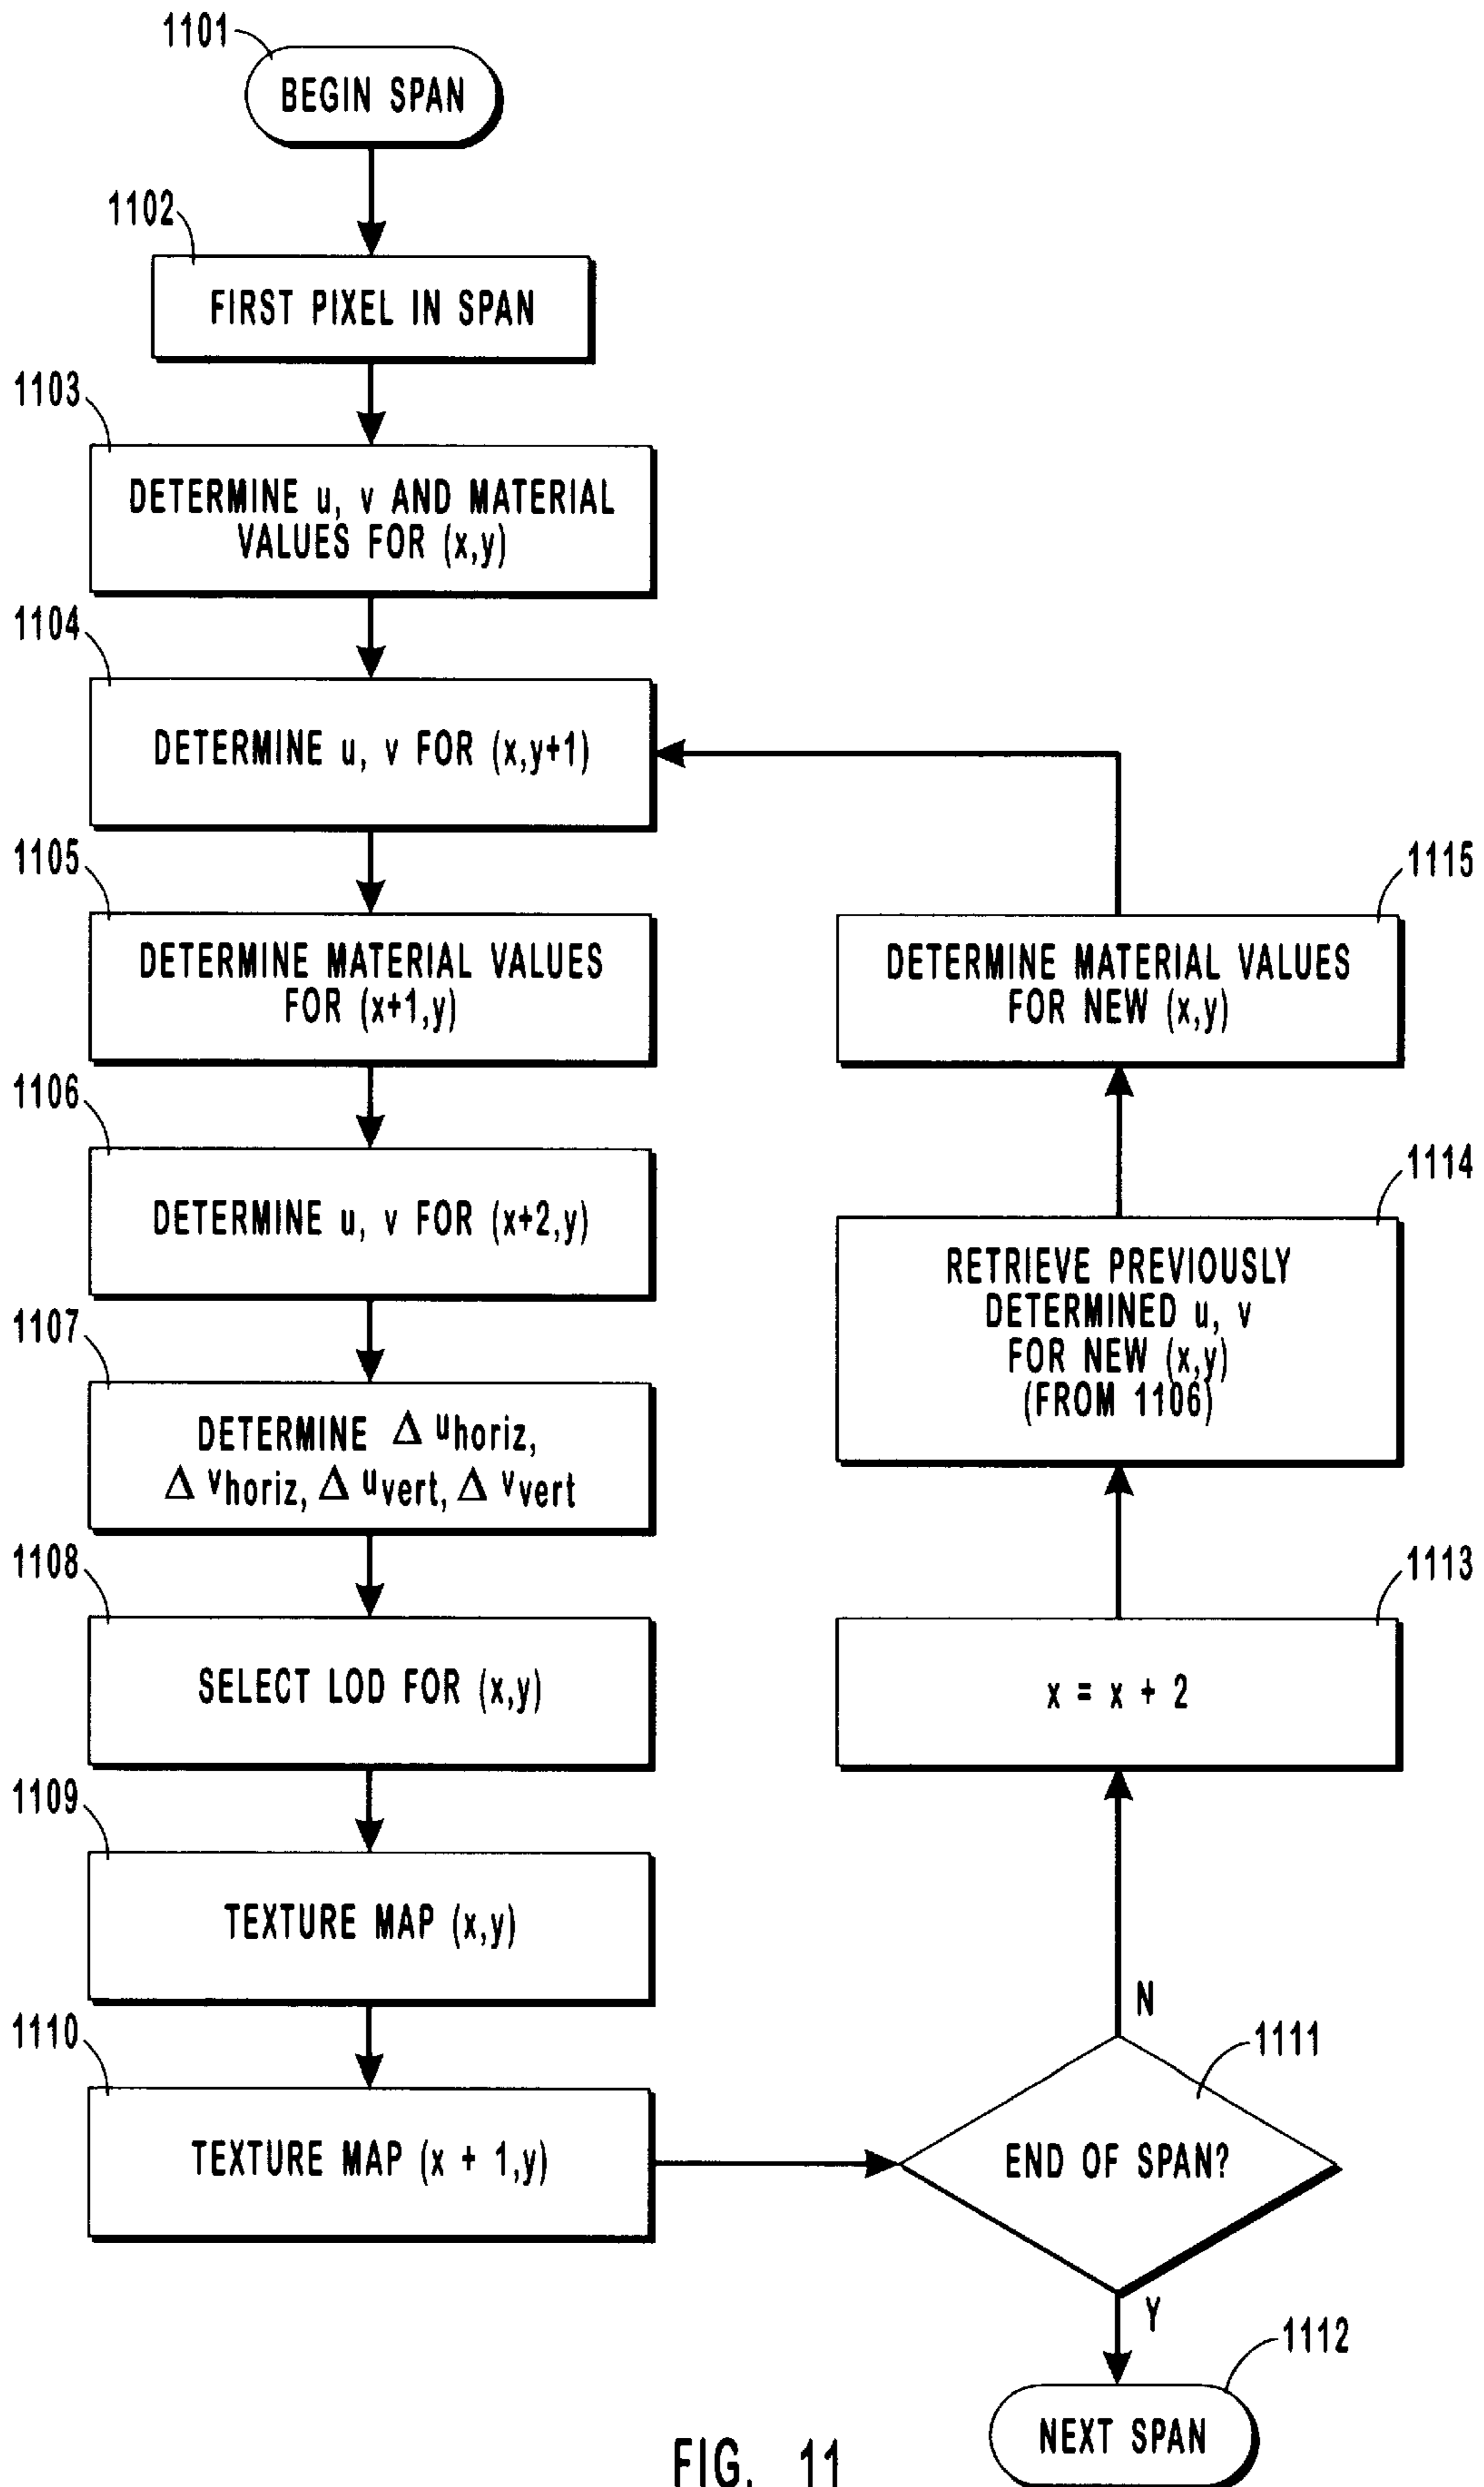 1101
BEGIN SPAN
1102
FIRST PIXEL IN SPAN
1103
DETERMINE u, v AND MATERIAL
VALUES FOR (x,y)
1104
DETERMINE u, v FOR (x,y+1)
1105
DETERMINE MATERIAL VALUES
FOR (x+1,y)
1106
DETERMINE u, v FOR (x+2,y)
1107
DETERMINE Δ uhoriz,
Δ vhoriz, Δ uvert, Δ vvert
1108
SELECT LOD FOR (x,y)
1109
TEXTURE MAP (x,y)
1110
TEXTURE MAP (x + 1,y)
1111
END OF SPAN?
N
Y
1112
NEXT SPAN
1113
x = x + 2
1114
RETRIEVE PREVIOUSLY
DETERMINED u, v
FOR NEW (x,y)
(FROM 1106)
1115
DETERMINE MATERIAL VALUES
FOR NEW (x,y)
FIG. 11